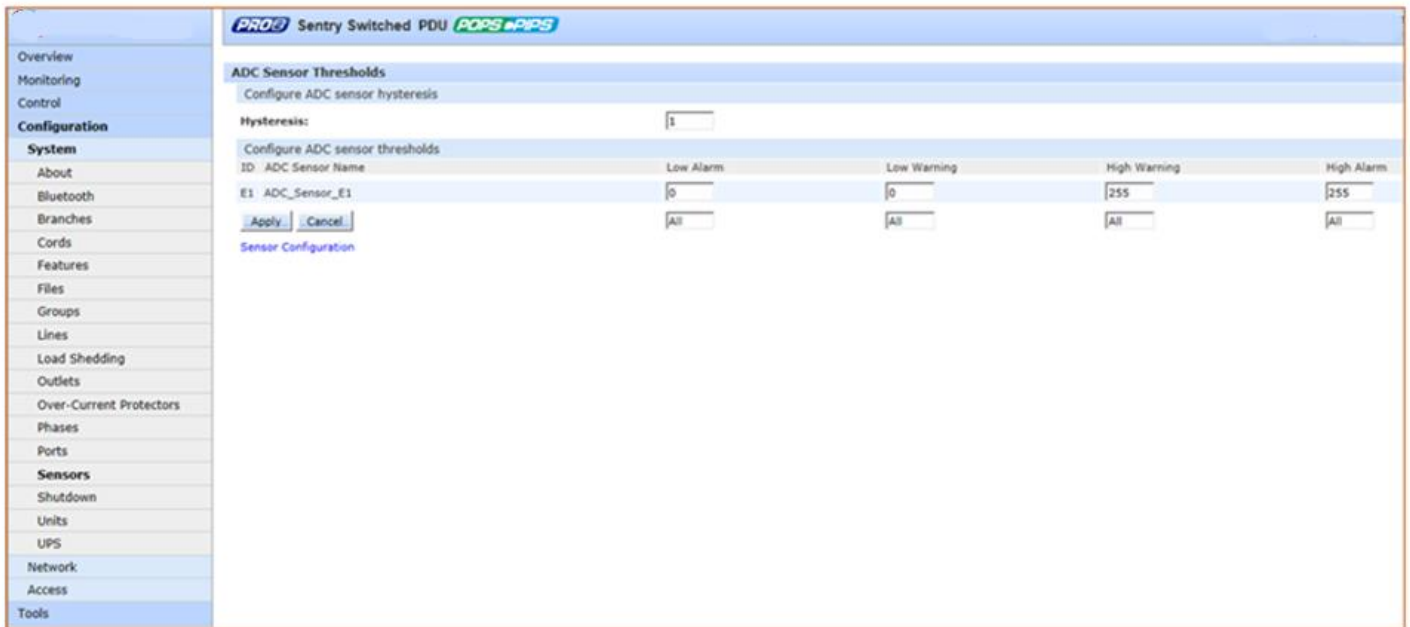 PRO2 Sentry Switched PDU POPS PIPS
Overview
Monitoring
Control
Configuration
System
About
Bluetooth
Branches
Cords
Features
Files
Groups
Lines
Load Shedding
Outlets
Over-Current Protectors
Phases
Ports
Sensors
Shutdown
Units
UPS
Network
Access
Tools
ADC Sensor Thresholds
Configure ADC sensor hysteresis
Hysteresis: 1
Configure ADC sensor thresholds
ID ADC Sensor Name Low Alarm Low Warning High Warning High Alarm
E1 ADC_Sensor_E1 0 0 255 255
Apply Cancel All All All All
Sensor Configuration